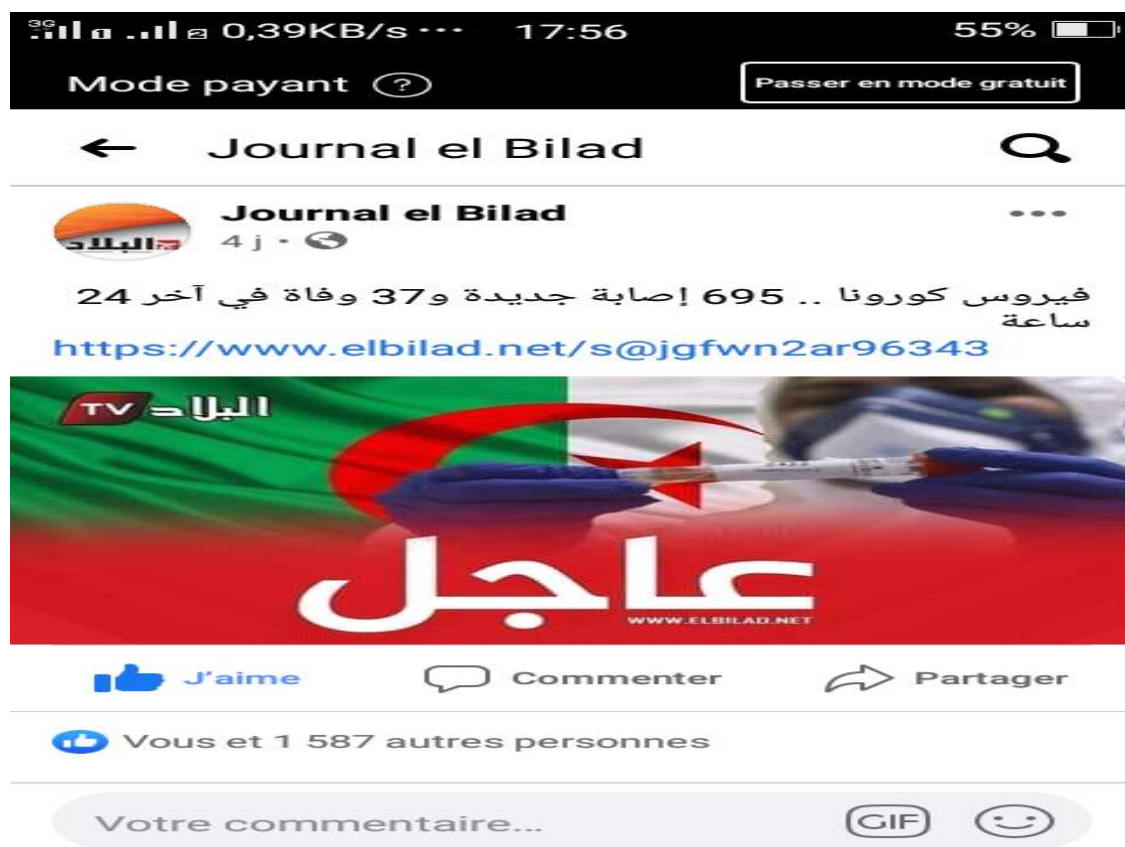 3G 0,39KB/s ··· 17:56 55%
Mode payant ? Passer en mode gratuit
Journal el Bilad
البلاد
Journal el Bilad
4 j ·
فيروس كورونا .. 695 إصابة جديدة و37 وفاة في آخر 24
ساعة
https://www.elbilad.net/s@jgfwn2ar96343
البلاد TV
عاجل
WWW.ELBILAD.NET
J'aime Commenter Partager
Vous et 1 587 autres personnes
Votre commentaire... GIF